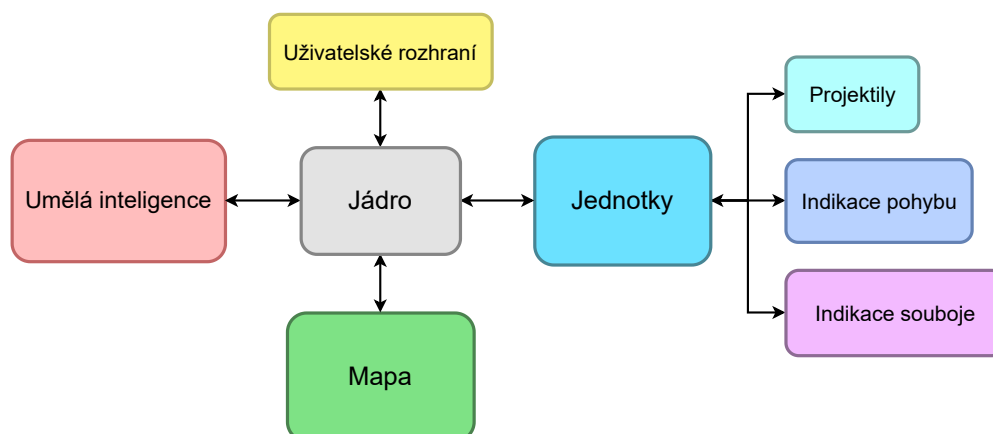 Uživatelské rozhraní
Projektily
Umělá inteligence
Jádro
Jednotky
Indikace pohybu
Indikace souboje
Mapa